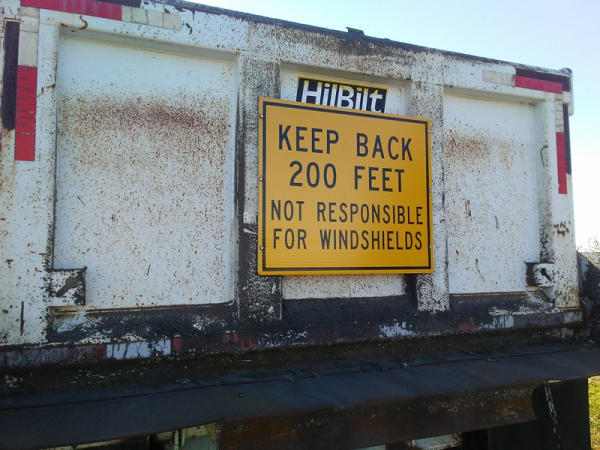 HilBilt
KEEP BACK
200 FEET
NOT RESPONSIBLE
FOR WINDSHIELDS